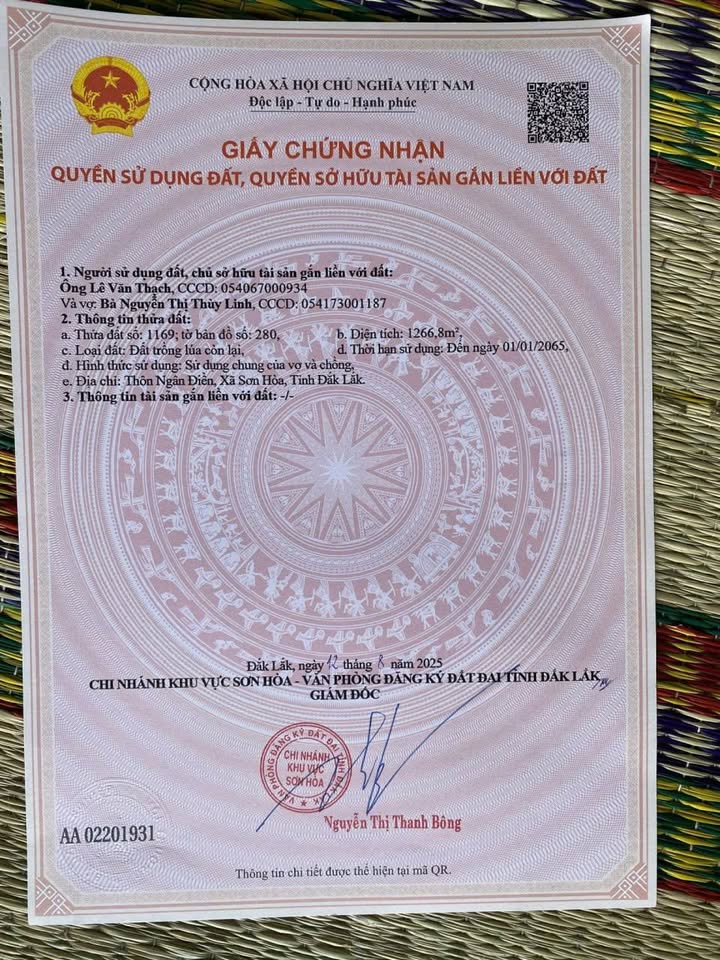 CỘNG HÒA XÃ HỘI CHỦ NGHĨA VIỆT NAM
Độc lập - Tự do - Hạnh phúc
GIẤY CHỨNG NHẬN
QUYỀN SỬ DỤNG ĐẤT, QUYỀN SỞ HỮU TÀI SẢN GẮN LIỀN VỚI ĐẤT
1. Người sử dụng đất, chủ sở hữu tài sản gắn liền với đất:
Ông Lê Văn Thạch, CCCD: 054067000934
Và vợ: Bà Nguyễn Thị Thùy Linh, CCCD: 054173001187
2. Thông tin thửa đất:
a. Thửa đất số: 1169; tờ bản đồ số: 280, b. Diện tích: 1266,8m²,
c. Loại đất: Đất trồng lúa còn lại, d. Thời hạn sử dụng: Đến ngày 01/01/2065,
đ. Hình thức sử dụng: Sử dụng chung của vợ và chồng,
e. Địa chỉ: Thôn Ngân Điền, Xã Sơn Hòa, Tỉnh Đắk Lắk.
3. Thông tin tài sản gắn liền với đất: -/-
Đắk Lắk, ngày 12 tháng 8 năm 2025
CHI NHÁNH KHU VỰC SƠN HÒA - VĂN PHÒNG ĐĂNG KÝ ĐẤT ĐAI TỈNH ĐẮK LẮK
GIÁM ĐỐC
VĂN PHÒNG ĐĂNG KÝ ĐẤT ĐAI TỈNH ĐẮK LẮK
CHI NHÁNH
KHU VỰC
SƠN HÒA
Nguyễn Thị Thanh Bông
AA 02201931
Thông tin chi tiết được thể hiện tại mã QR.